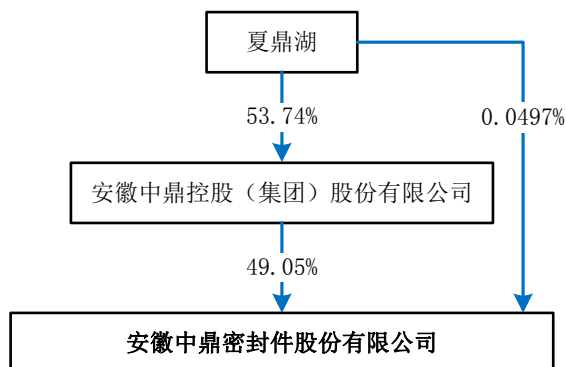 夏鼎湖
53.74%
0.0497%
安徽中鼎控股（集团）股份有限公司
49.05%
安徽中鼎密封件股份有限公司